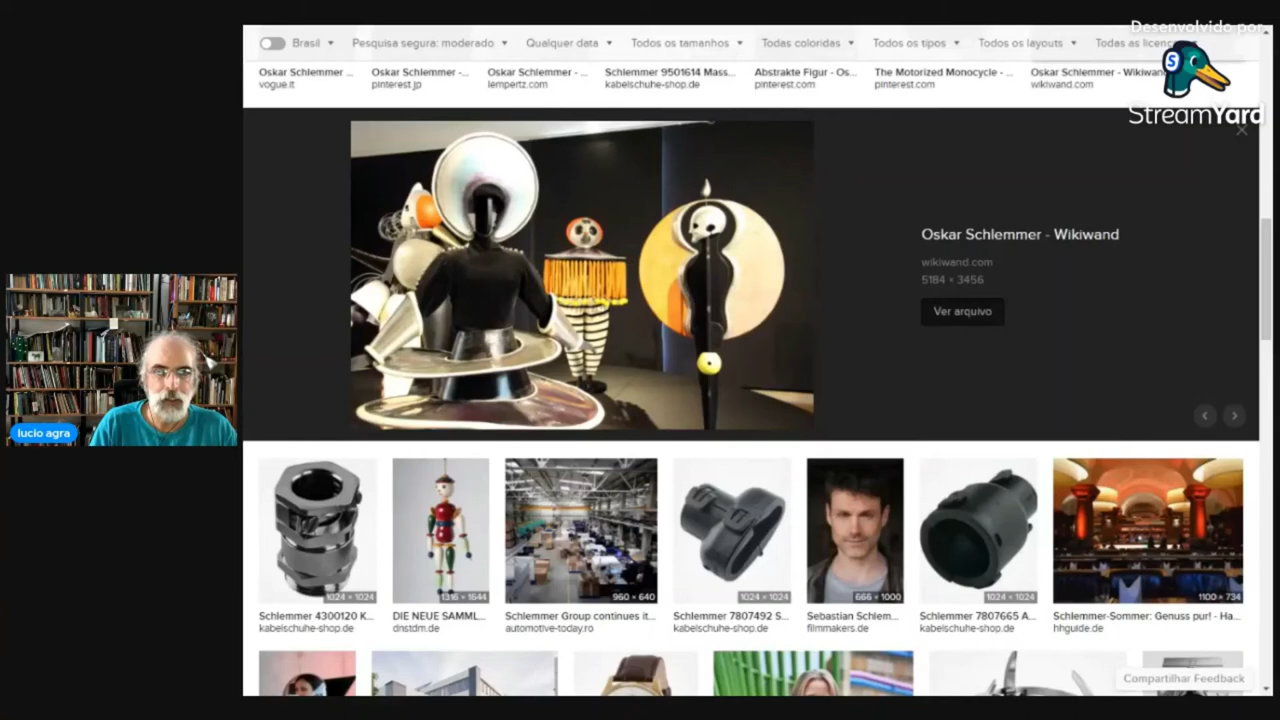 Desenvolvido por
StreamYard
Brasil
Pesquisa segura: moderado
Qualquer data
Todos os tamanhos
Todas coloridas
Todos os tipos
Todos os layouts
Todas as licenç
Oskar Schlemmer ...
vogue.it
Oskar Schlemmer -...
pinterest.jp
Oskar Schlemmer - ...
lempertz.com
Schlemmer 9501614 Mass...
kabelschuhe-shop.de
Abstrakte Figur - Os...
pinterest.com
The Motorized Monocycle - ...
pinterest.com
Oskar Schlemmer - Wikiwan
wikiwand.com
Oskar Schlemmer - Wikiwand
wikiwand.com
5184 × 3456
Ver arquivo
lucio agra
1024 × 1024
1316 × 1644
960 × 640
1024 × 1024
666 × 1000
1024 × 1024
1100 × 734
Schlemmer 4300120 K...
kabelschuhe-shop.de
DIE NEUE SAMML...
dnstdm.de
Schlemmer Group continues it...
automotive-today.ro
Schlemmer 7807492 S...
kabelschuhe-shop.de
Sebastian Schlem...
filmmakers.de
Schlemmer 7807665 A...
kabelschuhe-shop.de
Schlemmer-Sommer: Genuss pur! - Ha...
hhguide.de
Compartilhar Feedback